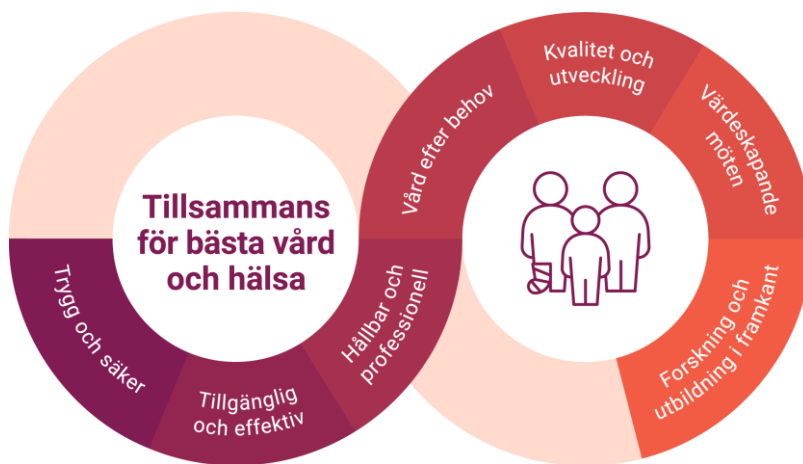 Tillsammans
för bästa vård
och hälsa
Trygg och säker
Tillgänglig
och effektiv
Hållbar och
professionell
Vård efter behov
Kvalitet och
utveckling
Värdeskapande
möten
Forskning och
utbildning i framkant